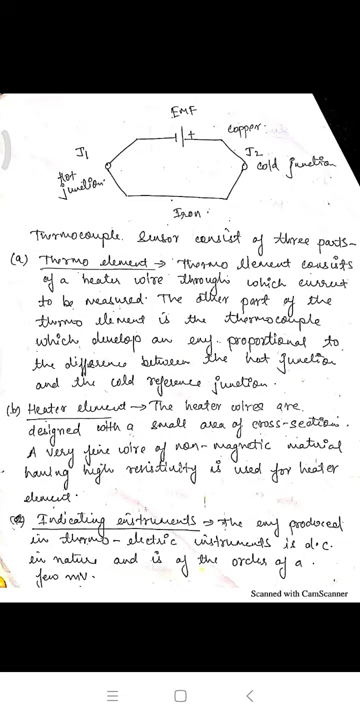 EMF
copper.
J1
hot
junction
J2
cold junction
Iron.
Thermocouple Sensor consist of three parts-
(a) Thermo element → Thermo element consists
of a heater wire through which current
to be measured. The other part of the
thermo element is the thermocouple
which develop an emf proportional to
the difference between the hot junction
and the cold reference junction.
(b) Heater element → The heater wires are
designed with a small area of cross-section.
A very fine wire of non-magnetic material
having high resistivity is used for heater
element.
Indicating instruments → The emf produced
in thermo-electric instruments is d.c.
in nature and is of the order of a
few mV.
Scanned with CamScanner